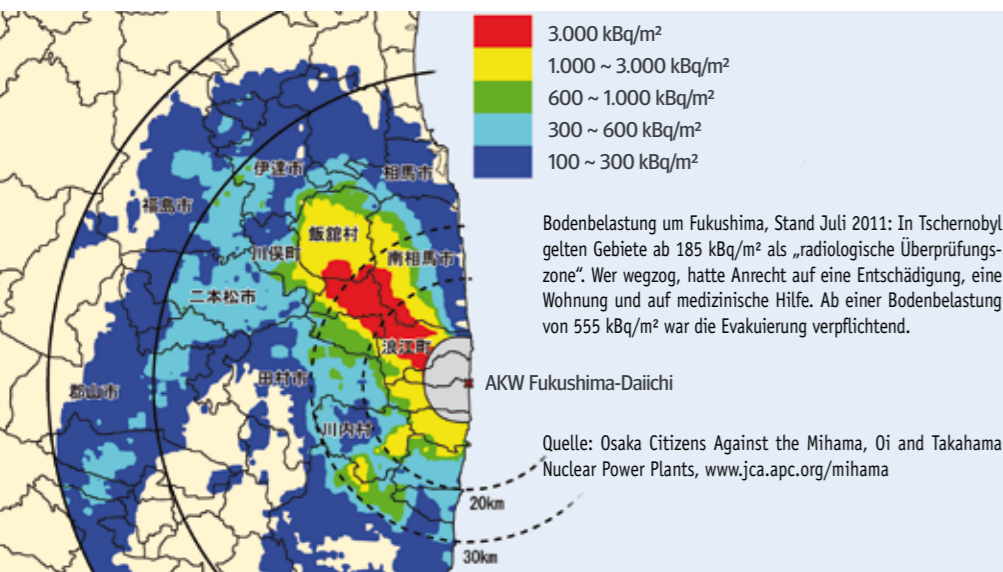 3.000 kBq/m²
1.000 ~ 3.000 kBq/m²
600 ~ 1.000 kBq/m²
300 ~ 600 kBq/m²
100 ~ 300 kBq/m²
伊達市
相馬市
福島市
飯舘村
川俣町
南相馬市
二本松市
浪江町
田村市
郡山市
川内村
20km
30km
Bodenbelastung um Fukushima, Stand Juli 2011: In Tschernobyl
gelten Gebiete ab 185 kBq/m² als „radiologische Überprüfungs-
zone“. Wer wegzog, hatte Anrecht auf eine Entschädigung, eine
Wohnung und auf medizinische Hilfe. Ab einer Bodenbelastung
von 555 kBq/m² war die Evakuierung verpflichtend.
AKW Fukushima-Daiichi
Quelle: Osaka Citizens Against the Mihama, Oi and Takahama
Nuclear Power Plants, www.jca.apc.org/mihama